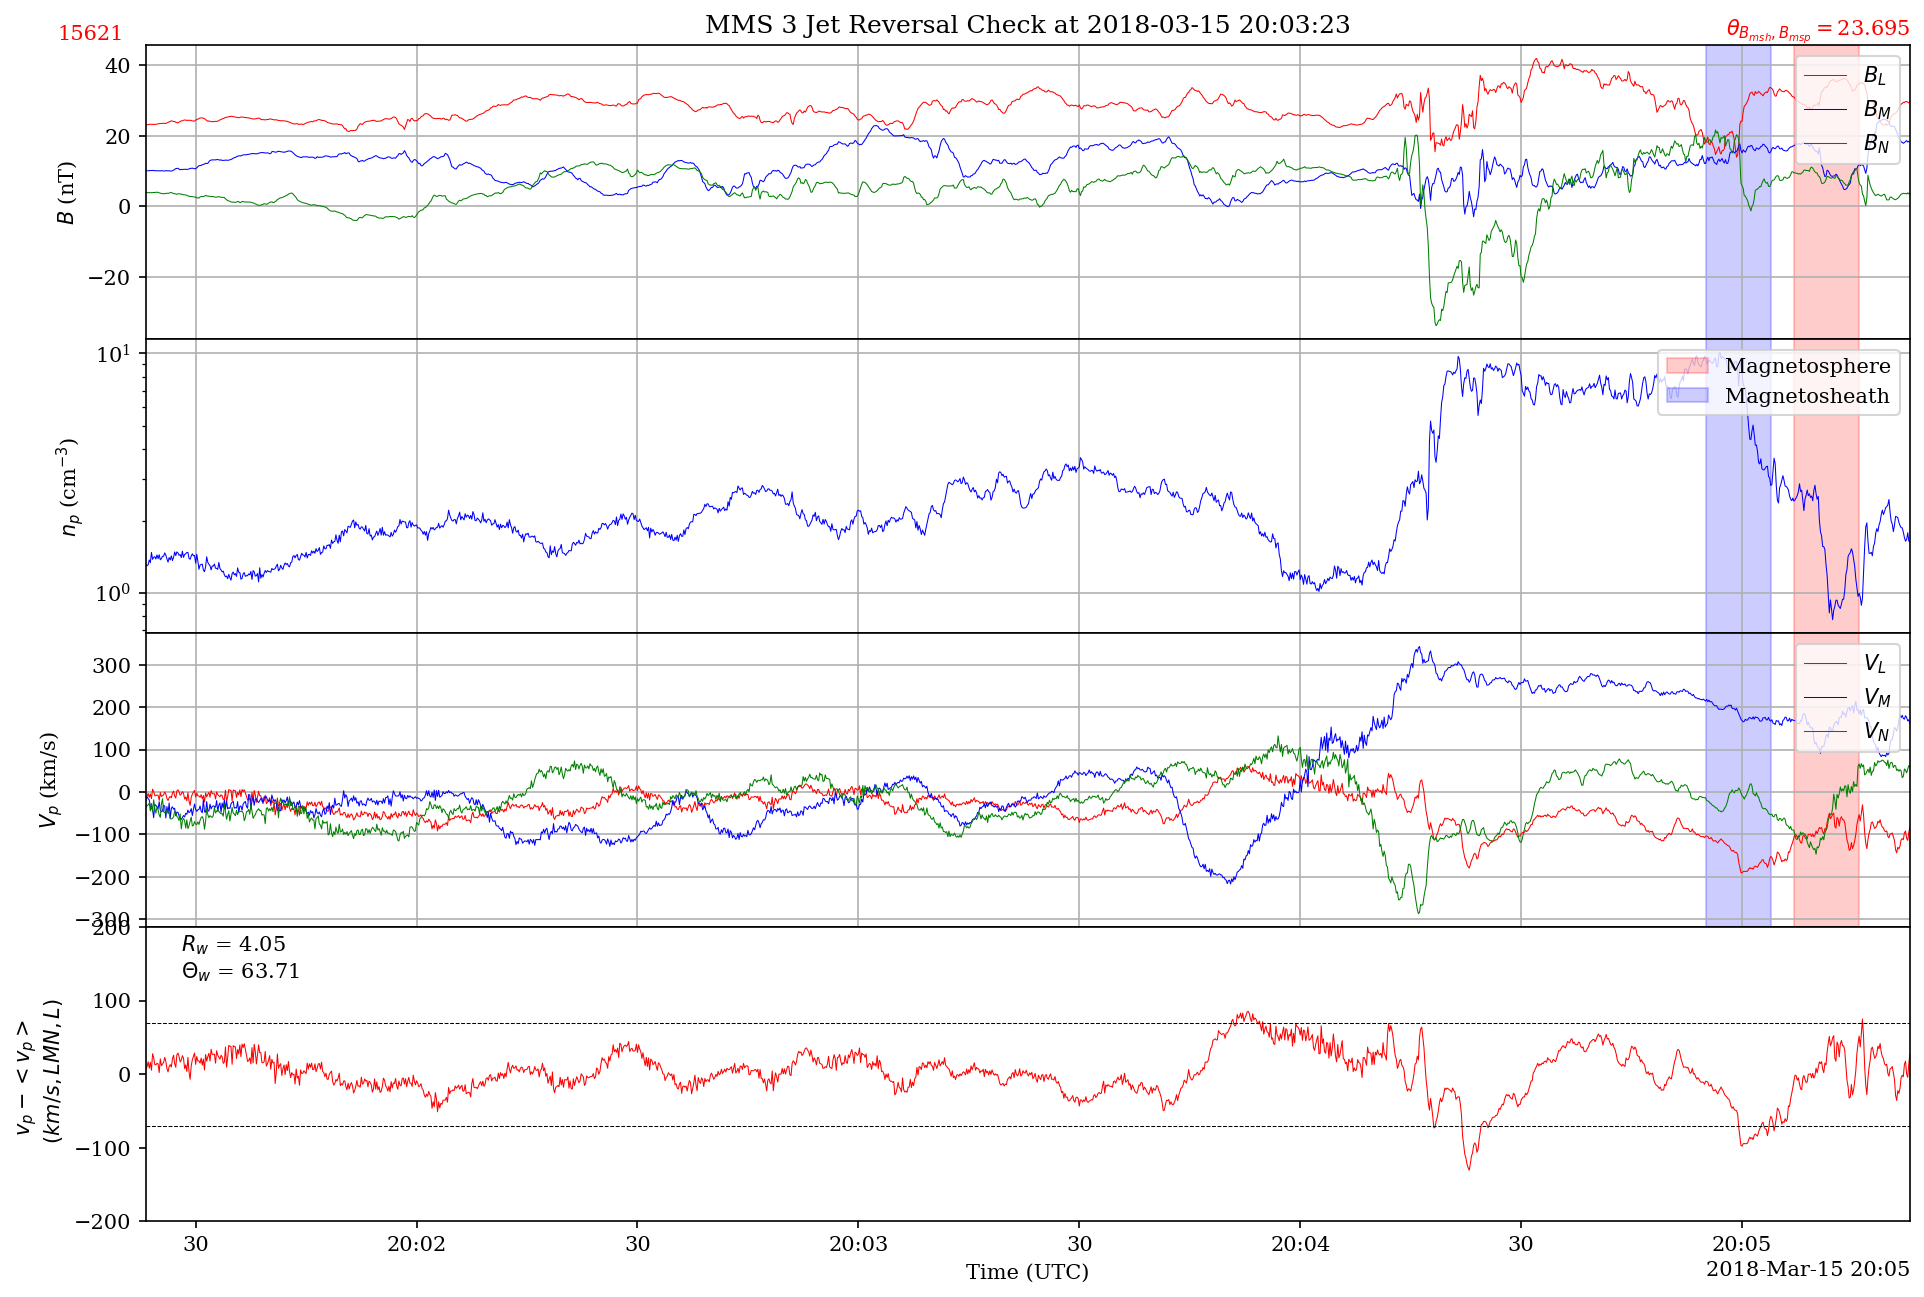 MMS 3 Jet Reversal Check at 2018-03-15 20:03:23
15621
θ_{B_{msh}, B_{msp}} = 23.695
40
20
0
−20
B (nT)
B_L
B_M
B_N
10^1
10^0
n_p (cm^{−3})
Magnetosphere
Magnetosheath
300
200
100
0
−100
−200
−300
V_p (km/s)
V_L
V_M
V_N
200
100
0
−100
−200
v_p − < v_p >
(km/s, LMN, L)
R_w = 4.05
Θ_w = 63.71
30
20:02
30
20:03
30
20:04
30
20:05
Time (UTC)
2018-Mar-15 20:05